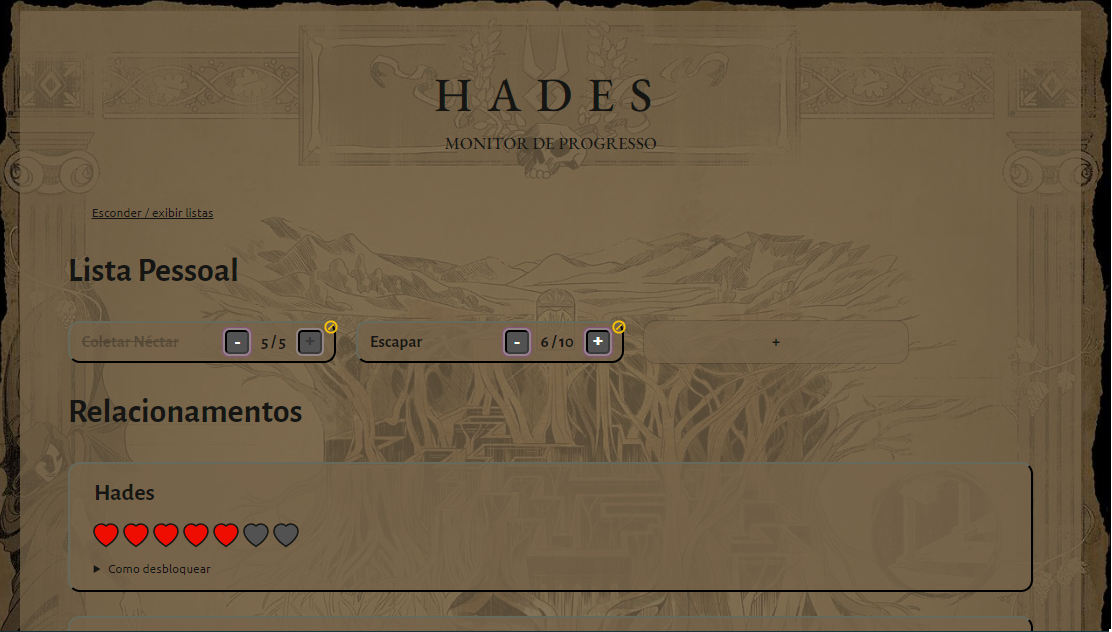 HADES
MONITOR DE PROGRESSO
Esconder / exibir listas
Lista Pessoal
Coletar Néctar - 5/5 + Escapar - 6/10 + +
Relacionamentos
Hades
Como desbloquear